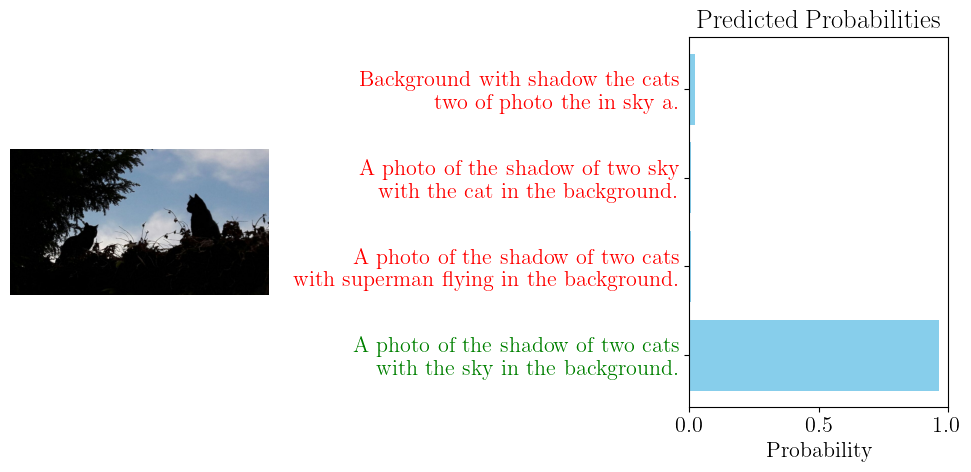 Predicted Probabilities
Background with shadow the cats
two of photo the in sky a.
A photo of the shadow of two sky
with the cat in the background.
A photo of the shadow of two cats
with superman flying in the background.
A photo of the shadow of two cats
with the sky in the background.
0.0 0.5 1.0
Probability